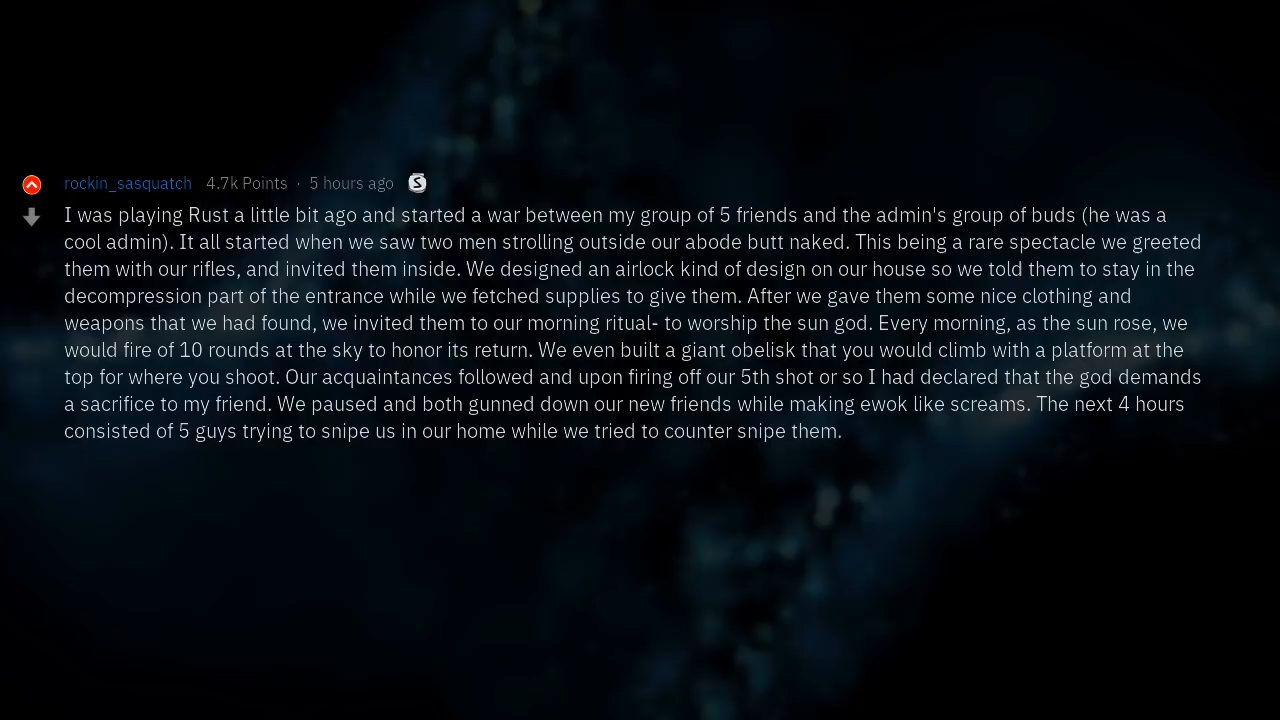 rockin_sasquatch 4.7k Points · 5 hours ago S
I was playing Rust a little bit ago and started a war between my group of 5 friends and the admin's group of buds (he was a
cool admin). It all started when we saw two men strolling outside our abode butt naked. This being a rare spectacle we greeted
them with our rifles, and invited them inside. We designed an airlock kind of design on our house so we told them to stay in the
decompression part of the entrance while we fetched supplies to give them. After we gave them some nice clothing and
weapons that we had found, we invited them to our morning ritual- to worship the sun god. Every morning, as the sun rose, we
would fire of 10 rounds at the sky to honor its return. We even built a giant obelisk that you would climb with a platform at the
top for where you shoot. Our acquaintances followed and upon firing off our 5th shot or so I had declared that the god demands
a sacrifice to my friend. We paused and both gunned down our new friends while making ewok like screams. The next 4 hours
consisted of 5 guys trying to snipe us in our home while we tried to counter snipe them.